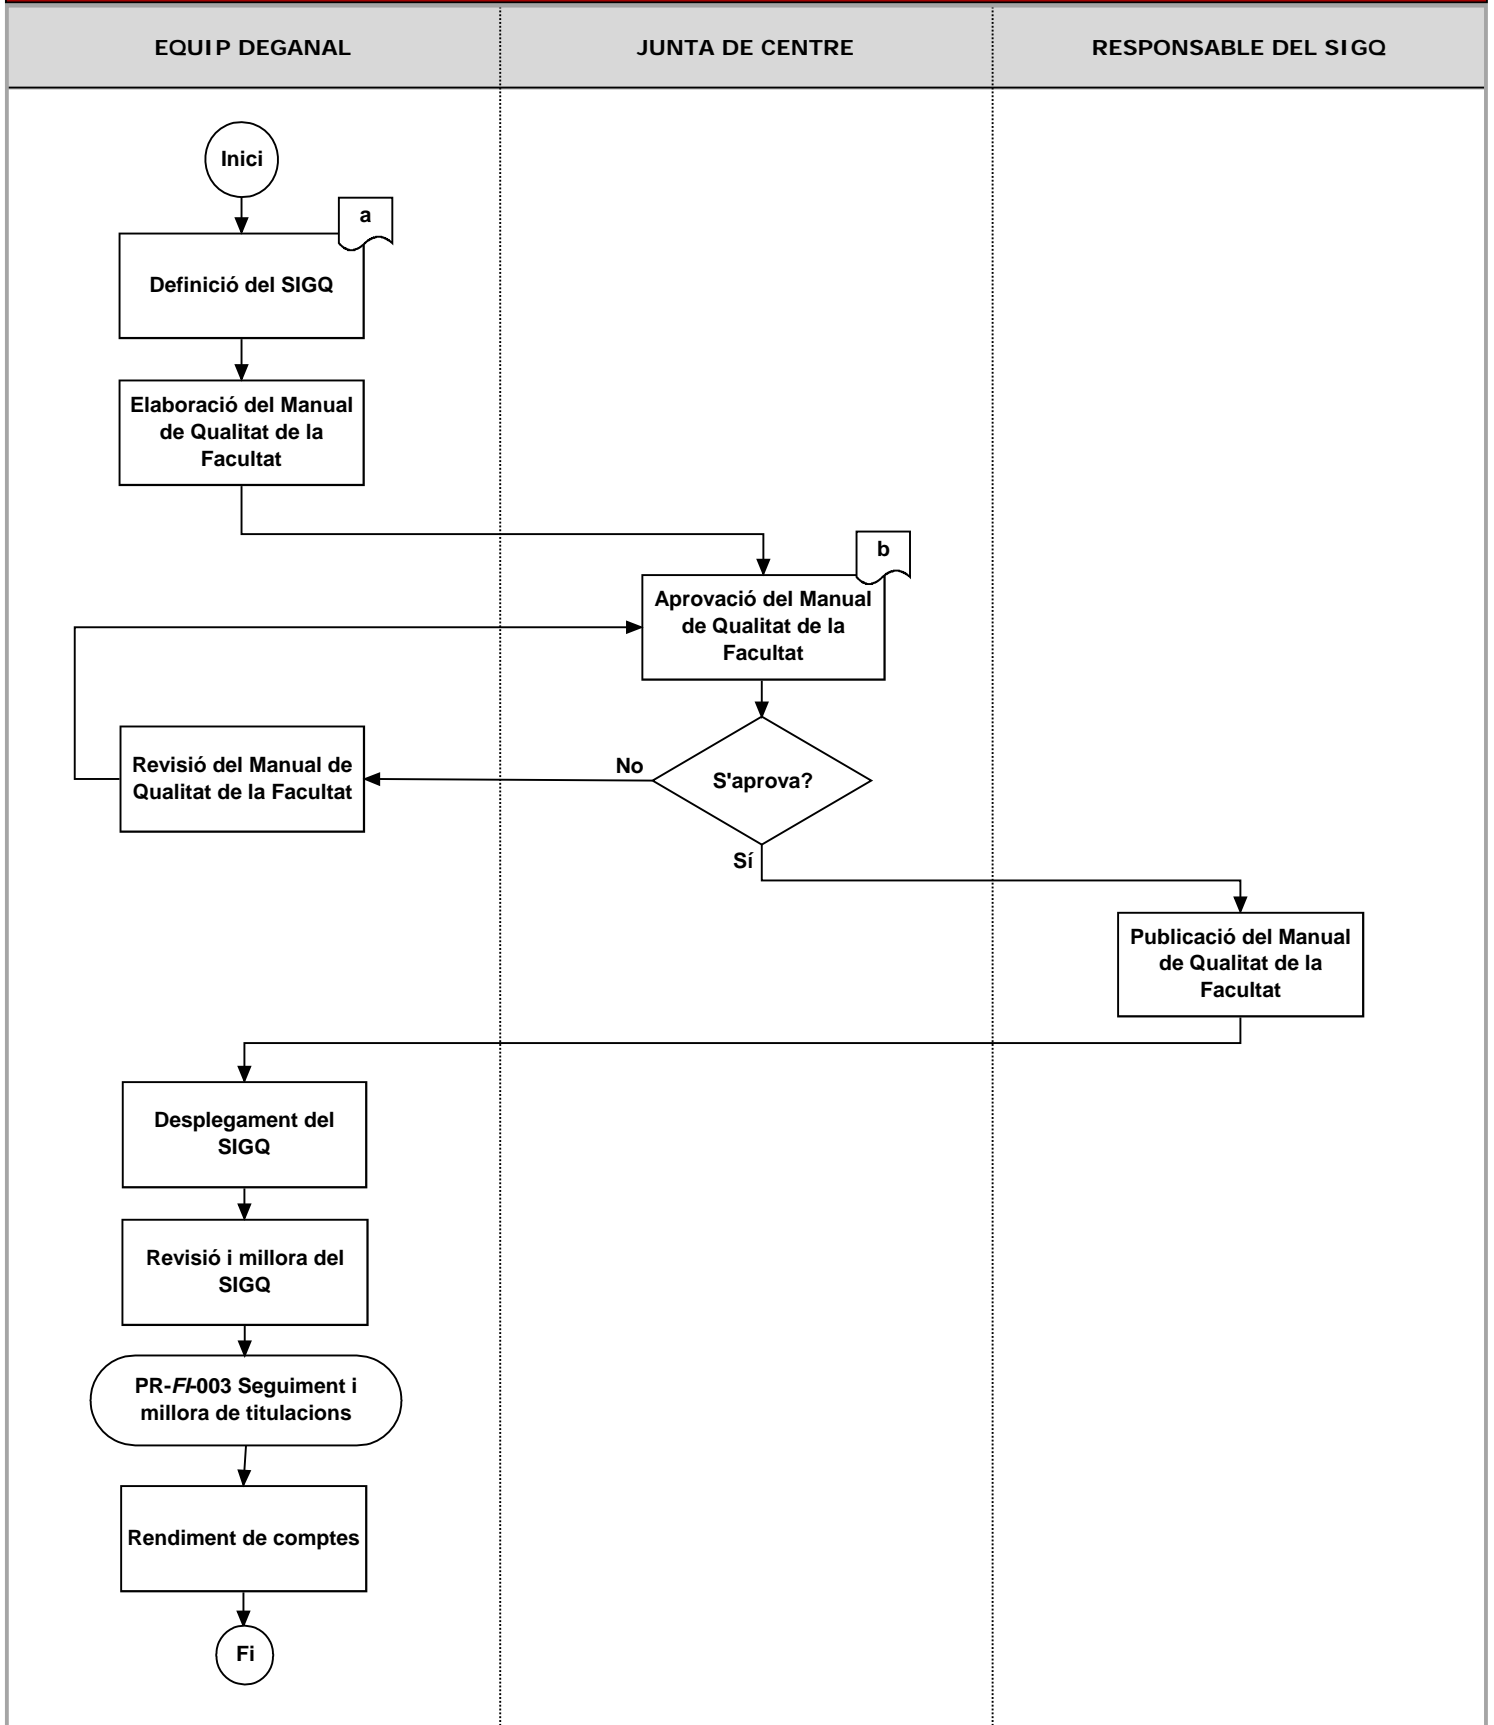 EQUIP DEGANAL
JUNTA DE CENTRE
RESPONSABLE DEL SIGQ
Inici
a
Definició del SIGQ
Elaboració del Manual
de Qualitat de la
Facultat
b
Aprovació del Manual
de Qualitat de la
Facultat
Revisió del Manual de
Qualitat de la Facultat
No
S'aprova?
Sí
Publicació del Manual
de Qualitat de la
Facultat
Desplegament del
SIGQ
Revisió i millora del
SIGQ
PR-FI-003 Seguiment i
millora de titulacions
Rendiment de comptes
Fi